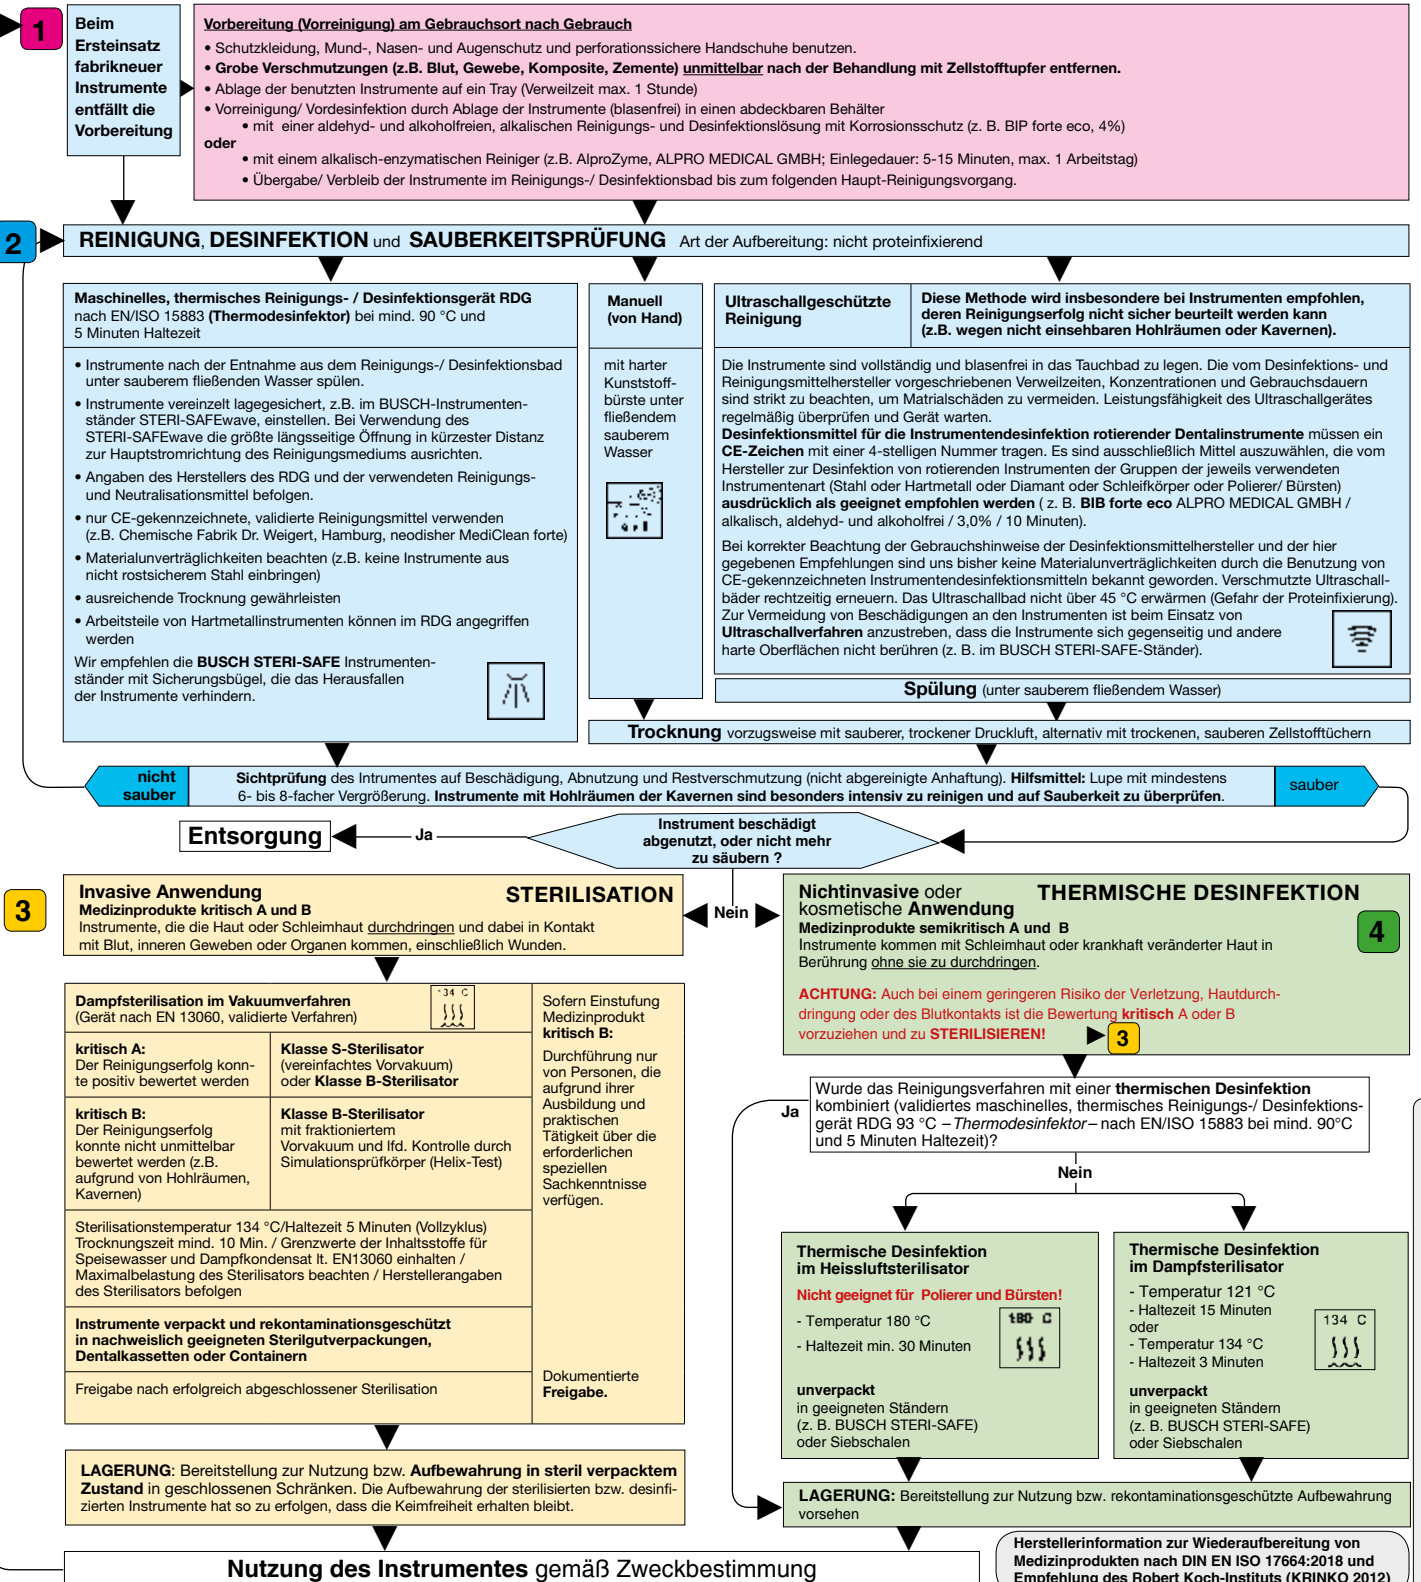 1
Beim
Ersteinsatz
fabrikneuer
Instrumente
entfällt die
Vorbereitung
Vorbereitung (Vorreinigung) am Gebrauchsort nach Gebrauch
• Schutzkleidung, Mund-, Nasen- und Augenschutz und perforationssichere Handschuhe benutzen.
• Grobe Verschmutzungen (z.B. Blut, Gewebe, Komposite, Zemente) unmittelbar nach der Behandlung mit Zellstofftupfer entfernen.
• Ablage der benutzten Instrumente auf ein Tray (Verweilzeit max. 1 Stunde)
• Vorreinigung/ Vordesinfektion durch Ablage der Instrumente (blasenfrei) in einen abdeckbaren Behälter
• mit einer aldehyd- und alkoholfreien, alkalischen Reinigungs- und Desinfektionslösung mit Korrosionsschutz (z. B. BIP forte eco, 4%)
oder
• mit einem alkalisch-enzymatischen Reiniger (z.B. AlproZyme, ALPRO MEDICAL GMBH; Einlegedauer: 5-15 Minuten, max. 1 Arbeitstag)
• Übergabe/ Verbleib der Instrumente im Reinigungs-/ Desinfektionsbad bis zum folgenden Haupt-Reinigungsvorgang.
2
REINIGUNG, DESINFEKTION und SAUBERKEITSPRÜFUNG Art der Aufbereitung: nicht proteinfixierend
Maschinelles, thermisches Reinigungs- / Desinfektionsgerät RDG
nach EN/ISO 15883 (Thermodesinfektor) bei mind. 90 °C und
5 Minuten Haltezeit
• Instrumente nach der Entnahme aus dem Reinigungs-/ Desinfektionsbad
unter sauberem fließenden Wasser spülen.
• Instrumente vereinzelt lagegesichert, z.B. im BUSCH-Instrumenten-
ständer STERI-SAFEwave, einstellen. Bei Verwendung des
STERI-SAFEwave die größte längsseitige Öffnung in kürzester Distanz
zur Hauptstromrichtung des Reinigungsmediums ausrichten.
• Angaben des Herstellers des RDG und der verwendeten Reinigungs-
und Neutralisationsmittel befolgen.
• nur CE-gekennzeichnete, validierte Reinigungsmittel verwenden
(z.B. Chemische Fabrik Dr. Weigert, Hamburg, neodisher MediClean forte)
• Materialunverträglichkeiten beachten (z.B. keine Instrumente aus
nicht rostsicherem Stahl einbringen)
• ausreichende Trocknung gewährleisten
• Arbeitsteile von Hartmetallinstrumenten können im RDG angegriffen
werden
Wir empfehlen die BUSCH STERI-SAFE Instrumenten-
ständer mit Sicherungsbügel, die das Herausfallen
der Instrumente verhindern.
Manuell
(von Hand)
mit harter
Kunststoff-
bürste unter
fließendem
sauberem
Wasser
Ultraschallgeschützte
Reinigung
Diese Methode wird insbesondere bei Instrumenten empfohlen,
deren Reinigungserfolg nicht sicher beurteilt werden kann
(z.B. wegen nicht einsehbaren Hohlräumen oder Kavernen).
Die Instrumente sind vollständig und blasenfrei in das Tauchbad zu legen. Die vom Desinfektions- und
Reinigungsmittelhersteller vorgeschriebenen Verweilzeiten, Konzentrationen und Gebrauchsdauern
sind strikt zu beachten, um Matrialschäden zu vermeiden. Leistungsfähigkeit des Ultraschallgerätes
regelmäßig überprüfen und Gerät warten.
Desinfektionsmittel für die Instrumentendesinfektion rotierender Dentalinstrumente müssen ein
CE-Zeichen mit einer 4-stelligen Nummer tragen. Es sind ausschließlich Mittel auszuwählen, die vom
Hersteller zur Desinfektion von rotierenden Instrumenten der Gruppen der jeweils verwendeten
Instrumentenart (Stahl oder Hartmetall oder Diamant oder Schleifkörper oder Polierer/ Bürsten)
ausdrücklich als geeignet empfohlen werden ( z. B. BIB forte eco ALPRO MEDICAL GMBH /
alkalisch, aldehyd- und alkoholfrei / 3,0% / 10 Minuten).
Bei korrekter Beachtung der Gebrauchshinweise der Desinfektionsmittelhersteller und der hier
gegebenen Empfehlungen sind uns bisher keine Materialunverträglichkeiten durch die Benutzung von
CE-gekennzeichneten Instrumentendesinfektionsmitteln bekannt geworden. Verschmutzte Ultraschall-
bäder rechtzeitig erneuern. Das Ultraschallbad nicht über 45 °C erwärmen (Gefahr der Proteinfixierung).
Zur Vermeidung von Beschädigungen an den Instrumenten ist beim Einsatz von
Ultraschallverfahren anzustreben, dass die Instrumente sich gegenseitig und andere
harte Oberflächen nicht berühren (z. B. im BUSCH STERI-SAFE-Ständer).
Spülung (unter sauberem fließendem Wasser)
Trocknung vorzugsweise mit sauberer, trockener Druckluft, alternativ mit trockenen, sauberen Zellstofftüchern
nicht
sauber
Sichtprüfung des Intrumentes auf Beschädigung, Abnutzung und Restverschmutzung (nicht abgereinigte Anhaftung). Hilfsmittel: Lupe mit mindestens
6- bis 8-facher Vergrößerung. Instrumente mit Hohlräumen der Kavernen sind besonders intensiv zu reinigen und auf Sauberkeit zu überprüfen.
sauber
Entsorgung
Ja
Instrument beschädigt
abgenutzt, oder nicht mehr
zu säubern ?
Nein
3
Invasive Anwendung STERILISATION
Medizinprodukte kritisch A und B
Instrumente, die die Haut oder Schleimhaut durchdringen und dabei in Kontakt
mit Blut, inneren Geweben oder Organen kommen, einschließlich Wunden.
Dampfsterilisation im Vakuumverfahren
(Gerät nach EN 13060, validierte Verfahren)
134 C
kritisch A:
Der Reinigungserfolg konn-
te positiv bewertet werden
Klasse S-Sterilisator
(vereinfachtes Vorvakuum)
oder Klasse B-Sterilisator
kritisch B:
Der Reinigungserfolg
konnte nicht unmittelbar
bewertet werden (z.B.
aufgrund von Hohlräumen,
Kavernen)
Klasse B-Sterilisator
mit fraktioniertem
Vorvakuum und lfd. Kontrolle durch
Simulationsprüfkörper (Helix-Test)
Sterilisationstemperatur 134 °C/Haltezeit 5 Minuten (Vollzyklus)
Trocknungszeit mind. 10 Min. / Grenzwerte der Inhaltsstoffe für
Speisewasser und Dampfkondensat lt. EN13060 einhalten /
Maximalbelastung des Sterilisators beachten / Herstellerangaben
des Sterilisators befolgen
Instrumente verpackt und rekontaminationsgeschützt
in nachweislich geeigneten Sterilgutverpackungen,
Dentalkassetten oder Containern
Freigabe nach erfolgreich abgeschlossener Sterilisation
Sofern Einstufung
Medizinprodukt
kritisch B:
Durchführung nur
von Personen, die
aufgrund ihrer
Ausbildung und
praktischen
Tätigkeit über die
erforderlichen
speziellen
Sachkenntnisse
verfügen.
Dokumentierte
Freigabe.
LAGERUNG: Bereitstellung zur Nutzung bzw. Aufbewahrung in steril verpacktem
Zustand in geschlossenen Schränken. Die Aufbewahrung der sterilisierten bzw. desinfi-
zierten Instrumente hat so zu erfolgen, dass die Keimfreiheit erhalten bleibt.
Nichtinvasive oder THERMISCHE DESINFEKTION
kosmetische Anwendung
4
Medizinprodukte semikritisch A und B
Instrumente kommen mit Schleimhaut oder krankhaft veränderter Haut in
Berührung ohne sie zu durchdringen.
ACHTUNG: Auch bei einem geringeren Risiko der Verletzung, Hautdurch-
dringung oder des Blutkontakts ist die Bewertung kritisch A oder B
vorzuziehen und zu STERILISIEREN!
3
Ja
Wurde das Reinigungsverfahren mit einer thermischen Desinfektion
kombiniert (validiertes maschinelles, thermisches Reinigungs-/ Desinfektions-
gerät RDG 93 °C – Thermodesinfektor – nach EN/ISO 15883 bei mind. 90°C
und 5 Minuten Haltezeit)?
Nein
Thermische Desinfektion
im Heissluftsterilisator
Nicht geeignet für Polierer und Bürsten!
- Temperatur 180 °C
- Haltezeit min. 30 Minuten
180 C
unverpackt
in geeigneten Ständern
(z. B. BUSCH STERI-SAFE)
oder Siebschalen
Thermische Desinfektion
im Dampfsterilisator
- Temperatur 121 °C
- Haltezeit 15 Minuten
oder
- Temperatur 134 °C
- Haltezeit 3 Minuten
134 C
unverpackt
in geeigneten Ständern
(z. B. BUSCH STERI-SAFE)
oder Siebschalen
LAGERUNG: Bereitstellung zur Nutzung bzw. rekontaminationsgeschützte Aufbewahrung
vorsehen
Nutzung des Instrumentes gemäß Zweckbestimmung
Herstellerinformation zur Wiederaufbereitung von
Medizinprodukten nach DIN EN ISO 17664:2018 und
Empfehlung des Robert Koch-Instituts (KRINKO 2012)